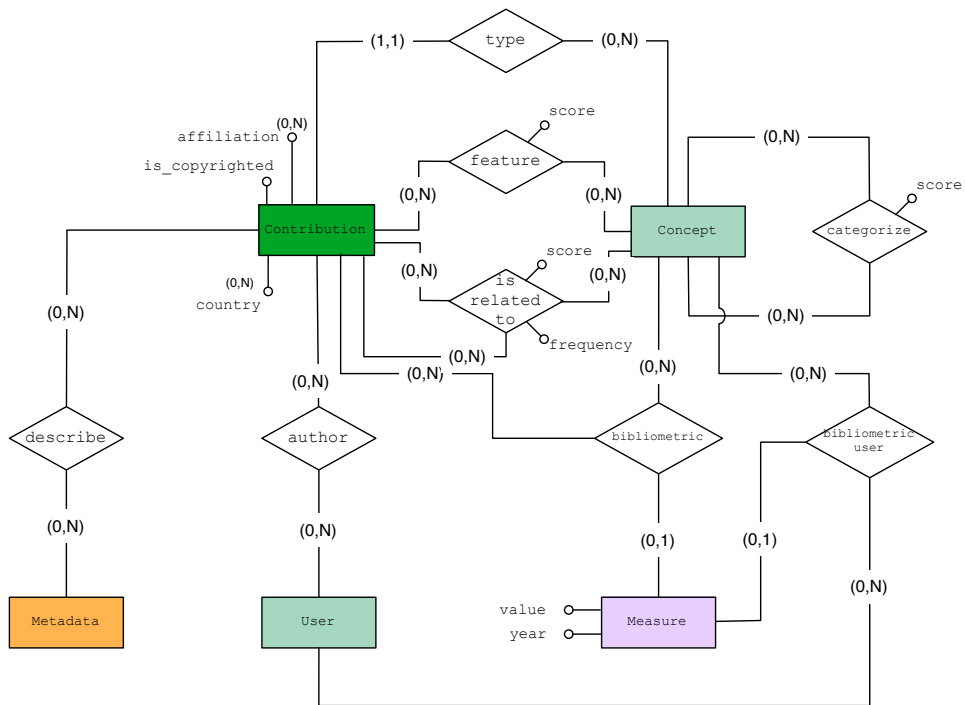 (1,1)
type
(0,N)
score
affiliation
(0,N)
is_copyrighted
feature
(0,N)
(0,N)
(0,N)
score
Contribution
Concept
categorize
(0,N)
score
(0,N)
is
related
to
(0,N)
country
(0,N)
frequency
(0,N)
(0,N)
(0,N)
(0,N)
(0,N)
(0,N)
(0,N)
describe
author
bibliometric
bibliometric
user
(0,N)
(0,N)
(0,1)
(0,1)
(0,N)
Metadata
User
value
year
Measure